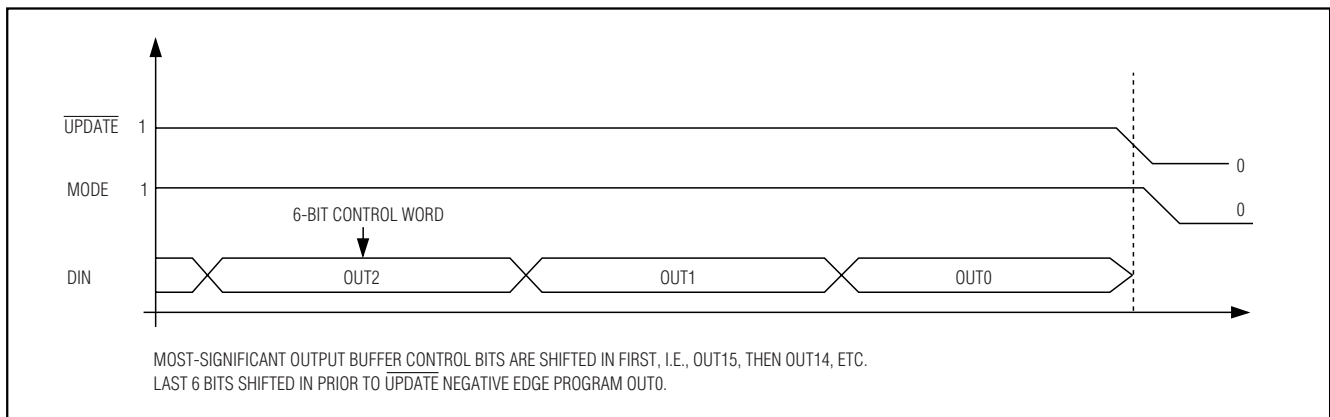 UPDATE 1
0
MODE 1
0
6-BIT CONTROL WORD
DIN OUT2 OUT1 OUT0
MOST-SIGNIFICANT OUTPUT BUFFER CONTROL BITS ARE SHIFTED IN FIRST, I.E., OUT15, THEN OUT14, ETC.
LAST 6 BITS SHIFTED IN PRIOR TO UPDATE NEGATIVE EDGE PROGRAM OUT0.